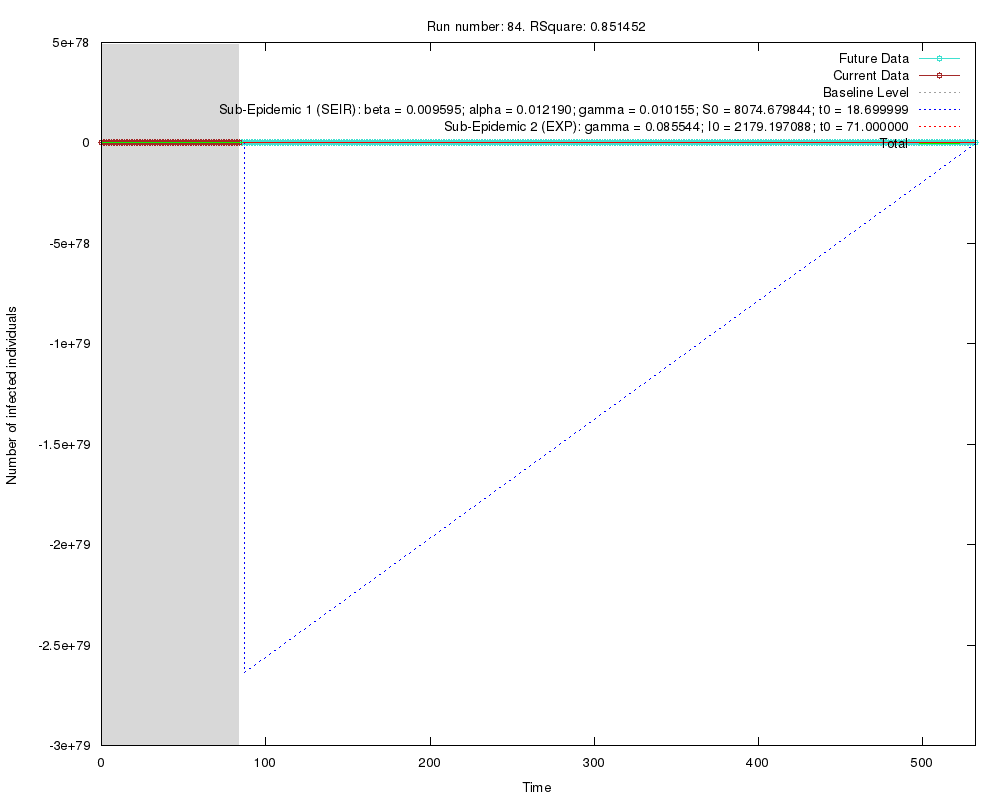 Run number: 84. RSquare: 0.851452
5e+78
0
-5e+78
-1e+79
-1.5e+79
-2e+79
-2.5e+79
-3e+79
Number of infected individuals
Future Data
Current Data
Baseline Level
Sub-Epidemic 1 (SEIR): beta = 0.009595; alpha = 0.012190; gamma = 0.010155; S0 = 8074.679844; t0 = 18.699999
Sub-Epidemic 2 (EXP): gamma = 0.085544; I0 = 2179.197088; t0 = 71.000000
Total
0 100 200 300 400 500
Time